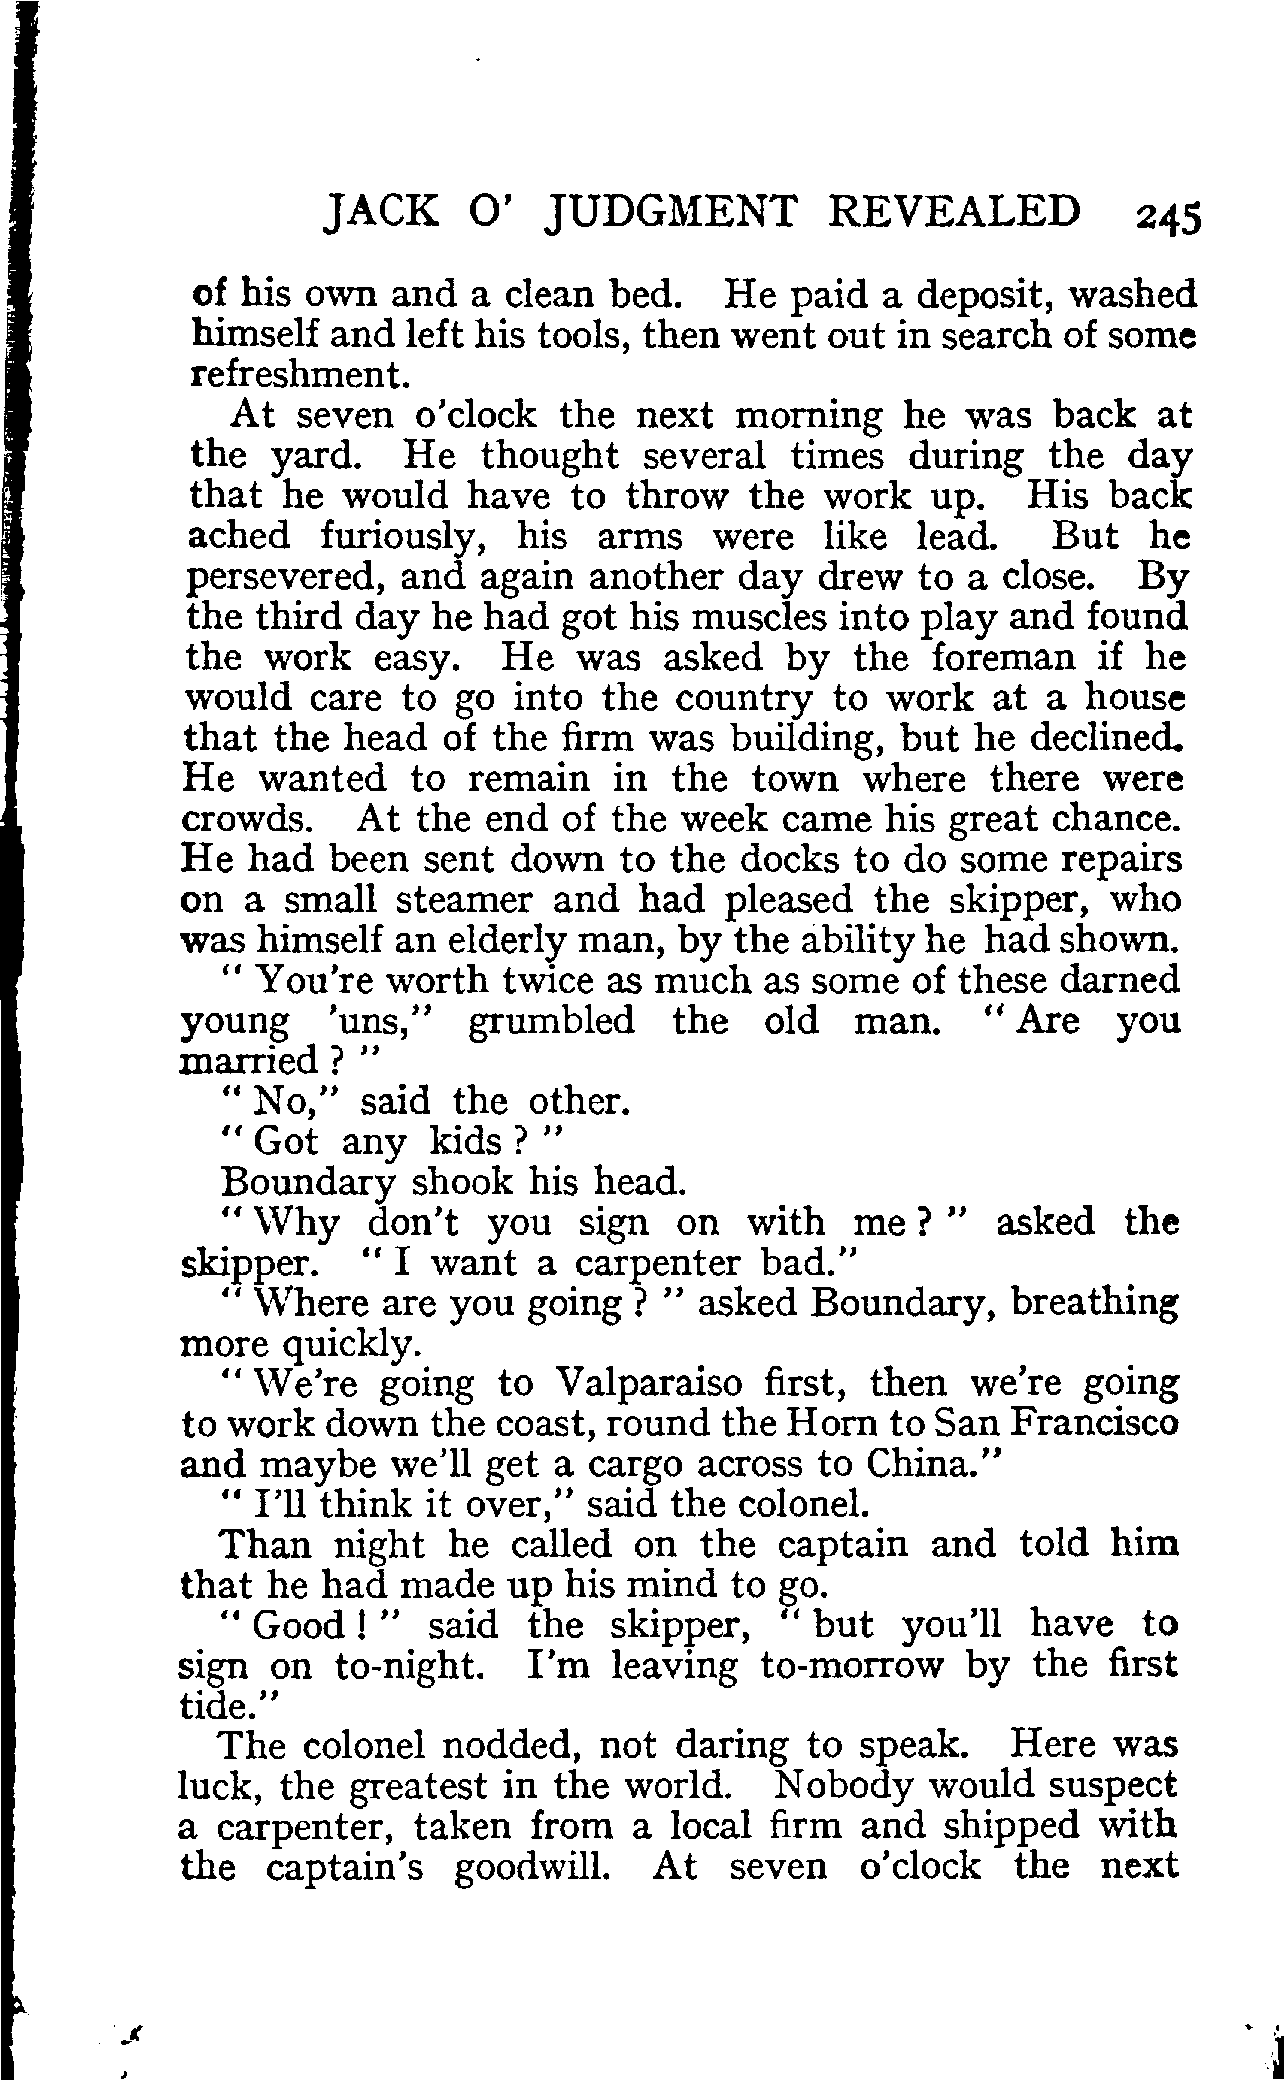 JACK O' JUDGMENT REVEALED 245
of his own and a clean bed. He paid a deposit, washed
himself and left his tools, then went out in search of some
refreshment.
At seven o'clock the next morning he was back at
the yard. He thought several times during the day
that he would have to throw the work up. His back
ached furiously, his arms were like lead. But he
persevered, and again another day drew to a close. By
the third day he had got his muscles into play and found
the work easy. He was asked by the foreman if he
would care to go into the country to work at a house
that the head of the firm was building, but he declined.
He wanted to remain in the town where there were
crowds. At the end of the week came his great chance.
He had been sent down to the docks to do some repairs
on a small steamer and had pleased the skipper, who
was himself an elderly man, by the ability he had shown.
" You're worth twice as much as some of these darned
young 'uns," grumbled the old man. " Are you
married ? "
" No," said the other.
" Got any kids ? "
Boundary shook his head.
" Why don't you sign on with me ? " asked the
skipper. " I want a carpenter bad."
" Where are you going ? " asked Boundary, breathing
more quickly.
" We're going to Valparaiso first, then we're going
to work down the coast, round the Horn to San Francisco
and maybe we'll get a cargo across to China."
" I'll think it over," said the colonel.
Than night he called on the captain and told him
that he had made up his mind to go.
" Good ! " said the skipper, " but you'll have to
sign on to-night. I'm leaving to-morrow by the first
tide."
The colonel nodded, not daring to speak. Here was
luck, the greatest in the world. Nobody would suspect
a carpenter, taken from a local firm and shipped with
the captain's goodwill. At seven o'clock the next